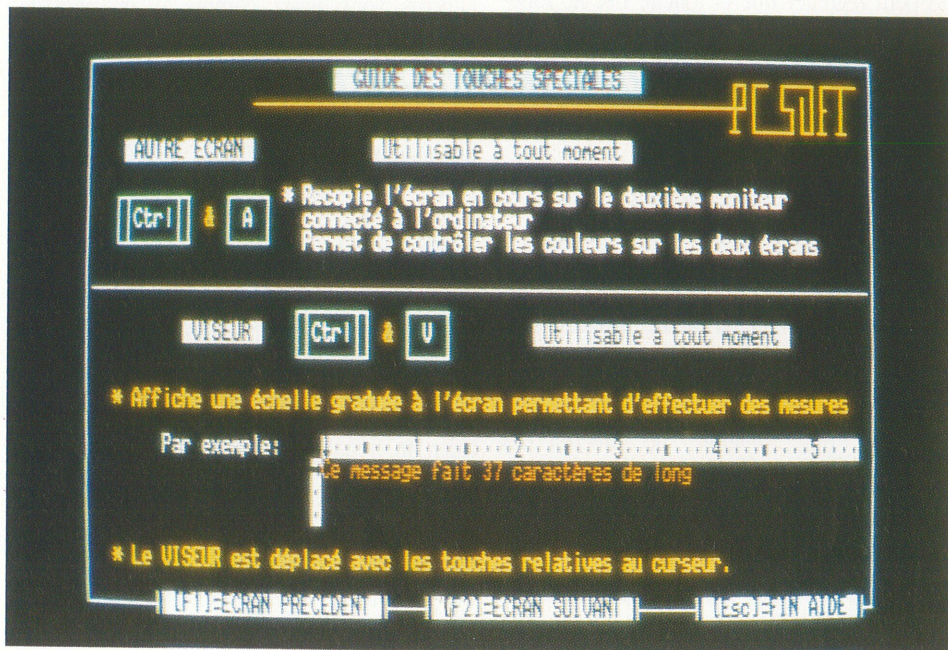 GUIDE DES TOUCHES SPECIALES
PC SOFT
AUTRE ECRAN Utilisable à tout moment
Ctrl & A * Recopie l'écran en cours sur le deuxième moniteur
connecté à l'ordinateur
Permet de contrôler les couleurs sur les deux écrans
VISEUR Ctrl & V Utilisable à tout moment
* Affiche une échelle graduée à l'écran permettant d'effectuer des mesures
Par exemple: 1 2 3 4 5
Ce message fait 37 caractères de long
* Le VISEUR est déplacé avec les touches relatives au curseur.
[F1]=ECRAN PRECEDENT [F2]=ECRAN SUIVANT [Esc]=FIN AIDE